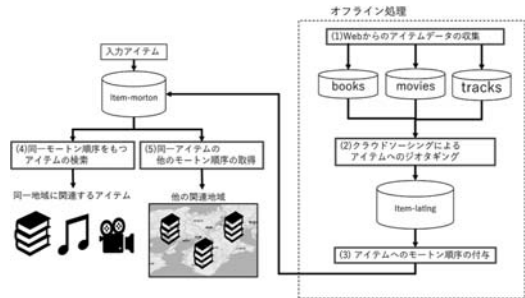 オフライン処理
(1)Webからのアイテムデータの収集
books
movies
tracks
(2)クラウドソーシングによる
アイテムへのジオタギング
Item-latlng
(3) アイテムへのモートン順序の付与
入力アイテム
Item-morton
(4)同一モートン順序をもつ
アイテムの検索
(5)同一アイテムの
他のモートン順序の取得
同一地域に関連するアイテム
他の関連地域